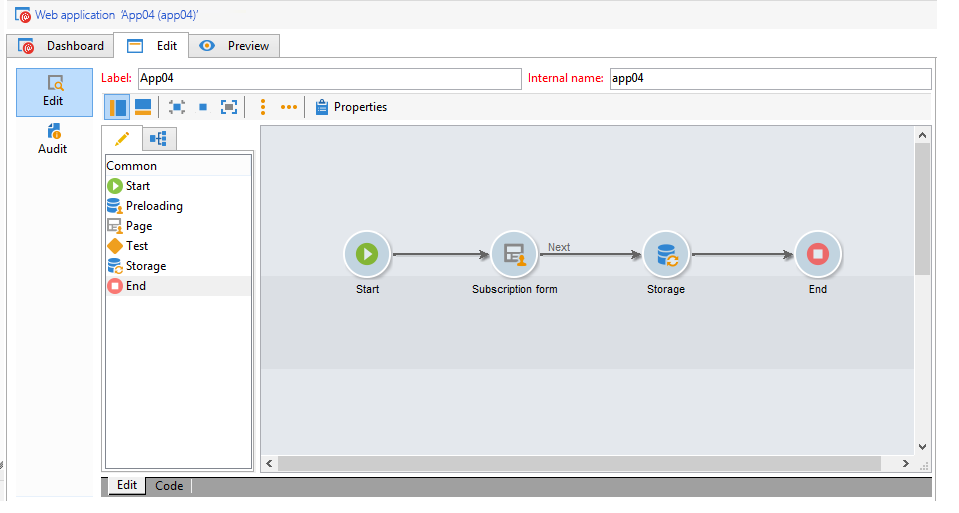 Web application 'App04 (app04)'
Dashboard Edit Preview
Label: App04 Internal name: app04
Edit
Audit
Properties
Common
Start
Preloading
Page
Test
Storage
End
Next
Start Subscription form Storage End
Edit Code